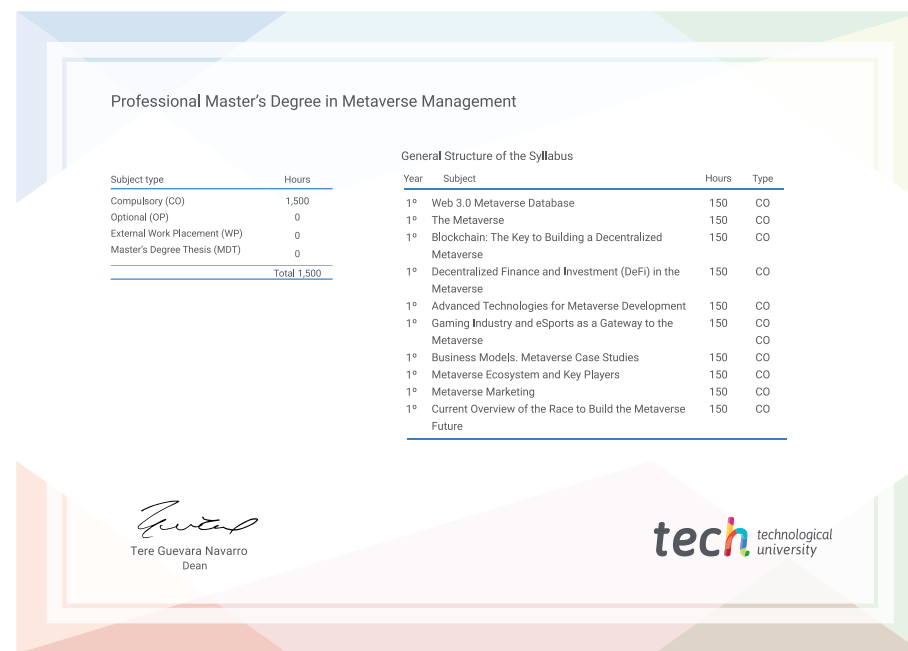 Professional Master's Degree in Metaverse Management
Subject type Hours
Compulsory (CO) 1,500
Optional (OP) 0
External Work Placement (WP) 0
Master's Degree Thesis (MDT) 0
Total 1,500
General Structure of the Syllabus
Year Subject Hours Type
1º Web 3.0 Metaverse Database 150 CO
1º The Metaverse 150 CO
1º Blockchain: The Key to Building a Decentralized 150 CO
Metaverse
1º Decentralized Finance and Investment (DeFi) in the 150 CO
Metaverse
1º Advanced Technologies for Metaverse Development 150 CO
1º Gaming Industry and eSports as a Gateway to the 150 CO
Metaverse CO
1º Business Models. Metaverse Case Studies 150 CO
1º Metaverse Ecosystem and Key Players 150 CO
1º Metaverse Marketing 150 CO
1º Current Overview of the Race to Build the Metaverse 150 CO
Future
Tere Guevara Navarro
Dean
tech technological
university